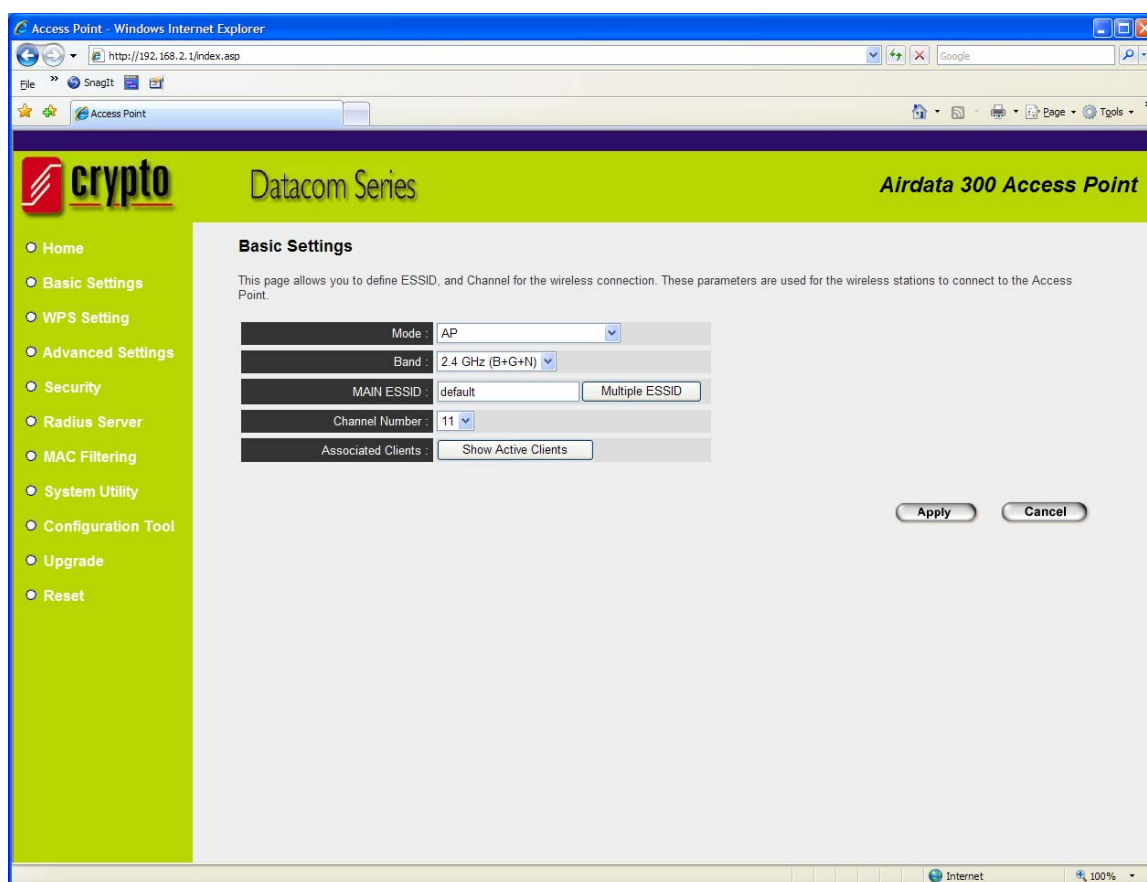 Access Point - Windows Internet Explorer
http://192.168.2.1/index.asp
Google
File » SnagIt
Access Point
Page Tools
crypto
Datacom Series
Airdata 300 Access Point
Home
Basic Settings
WPS Setting
Advanced Settings
Security
Radius Server
MAC Filtering
System Utility
Configuration Tool
Upgrade
Reset
Basic Settings
This page allows you to define ESSID, and Channel for the wireless connection. These parameters are used for the wireless stations to connect to the Access
Point.
Mode : AP
Band : 2.4 GHz (B+G+N)
MAIN ESSID : default Multiple ESSID
Channel Number : 11
Associated Clients : Show Active Clients
Apply Cancel
Internet 100%